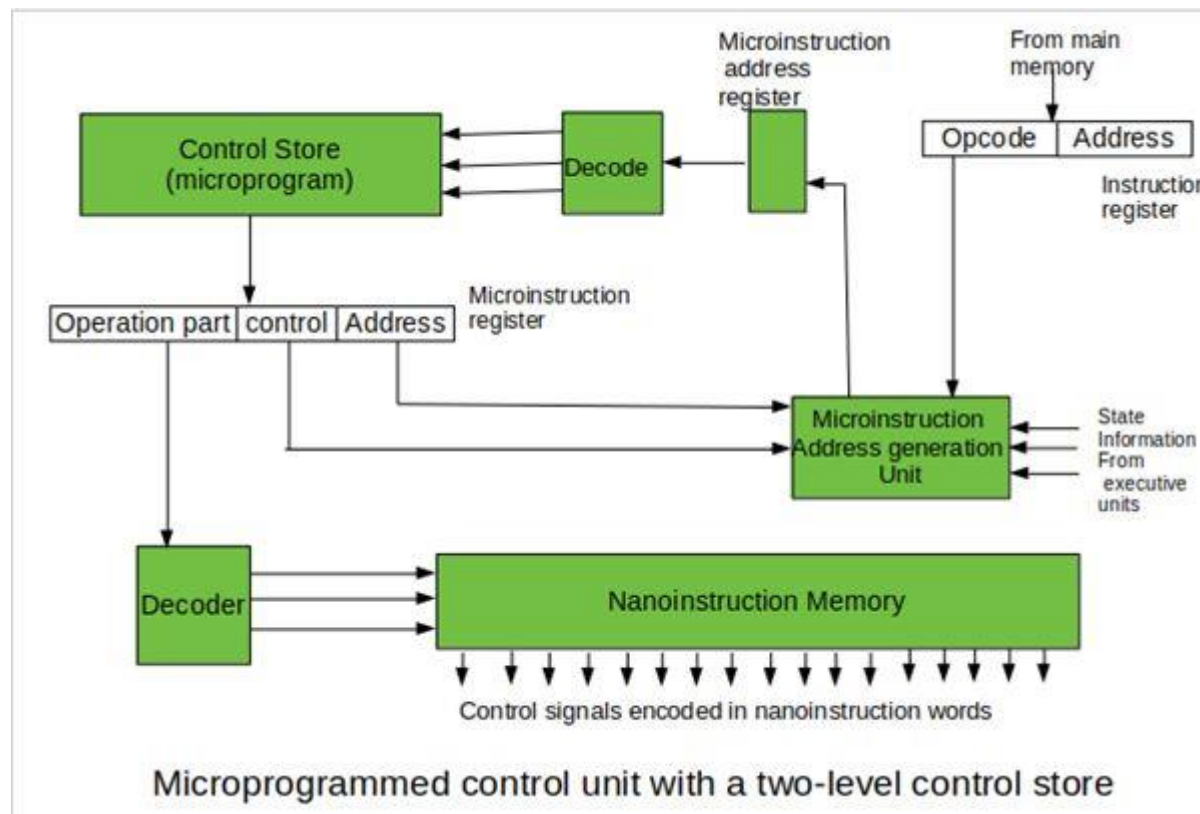 Microinstruction
address
register
From main
memory
Control Store
(microprogram)
Decode
Opcode
Address
Instruction
register
Operation part
control
Address
Microinstruction
register
Microinstruction
Address generation
Unit
State
Information
From
executive
units
Decoder
Nanoinstruction Memory
Control signals encoded in nanoinstruction words
Microprogrammed control unit with a two-level control store